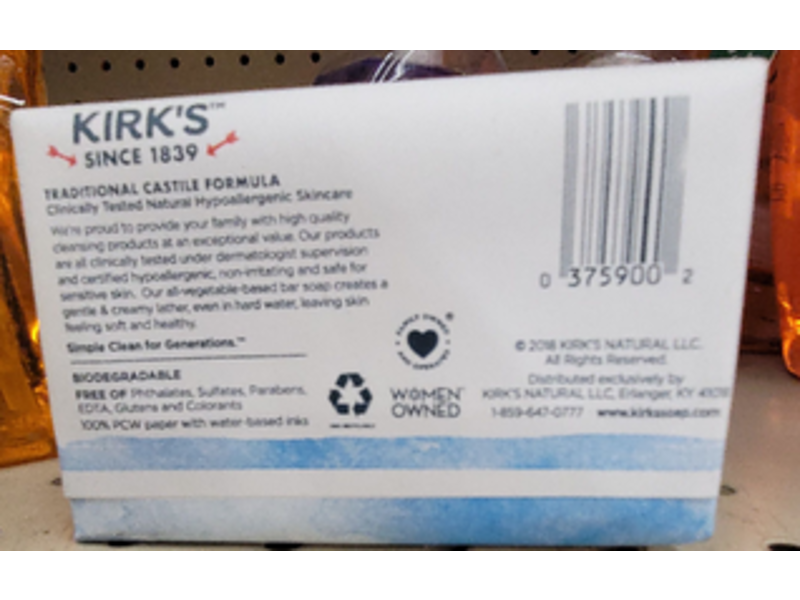 KIRK'S™
SINCE 1839
TRADITIONAL CASTILE FORMULA
Clinically Tested Natural Hypoallergenic Skincare
We're proud to provide your family with high quality
cleansing products at an exceptional value. Our products
are all clinically tested under dermatologist supervision
and certified hypoallergenic, non-irritating and safe for
sensitive skin. Our all-vegetable-based bar soap creates a
gentle & creamy lather, even in hard water, leaving skin
feeling soft and healthy.
Simple Clean for Generations.™
BIODEGRADABLE
FREE OF Phthalates, Sulfates, Parabens,
EDTA, Glutens and Colorants
100% PCW paper with water-based inks
FAMILY OWNED
AND OPERATED
WOMEN
OWNED
0 375900 2
© 2018 KIRK'S NATURAL LLC.
All Rights Reserved.
Distributed exclusively by
KIRK'S NATURAL LLC, Erlanger, KY 41018
1-859-647-0777 www.kirkssoap.com